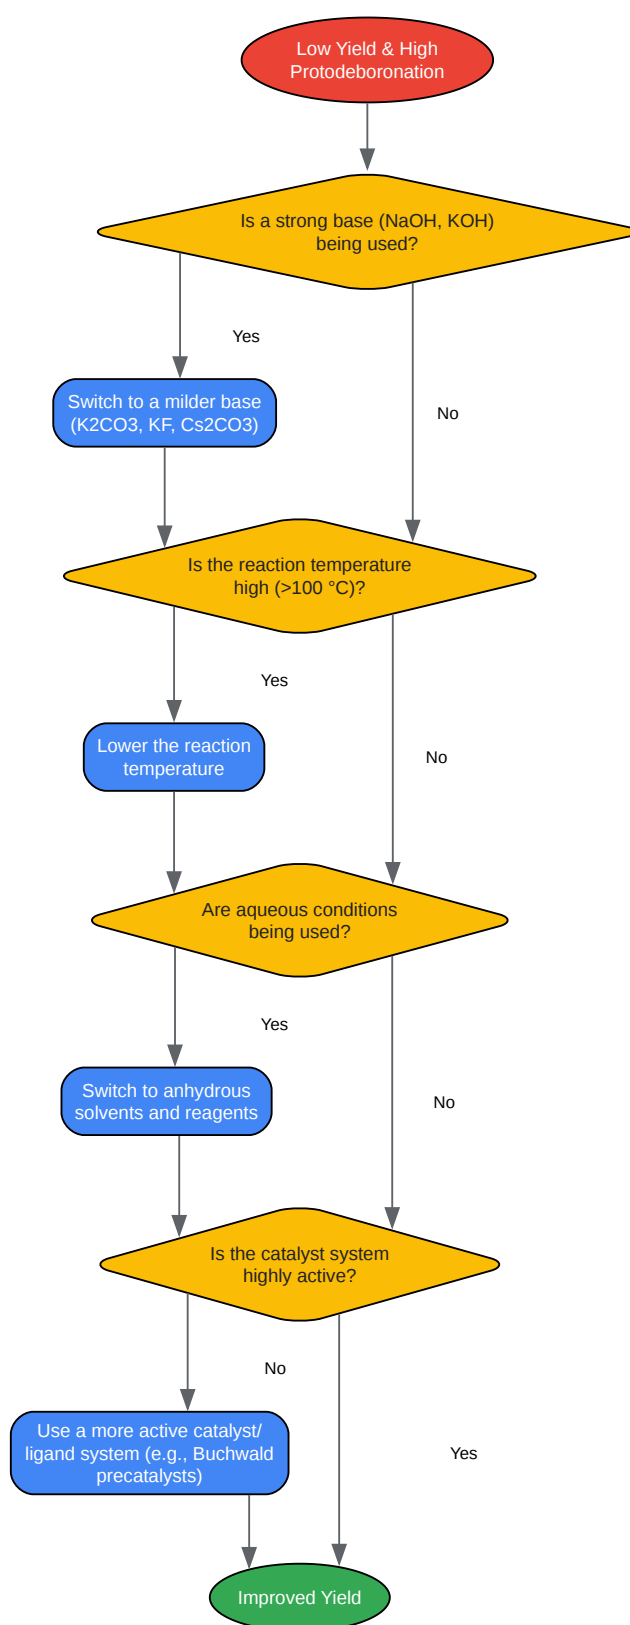 Low Yield & High
Protodeboronation
Is a strong base (NaOH, KOH)
being used?
Yes
Switch to a milder base
(K2CO3, KF, Cs2CO3)
No
Is the reaction temperature
high (>100 °C)?
Yes
Lower the reaction
temperature
No
Are aqueous conditions
being used?
Yes
Switch to anhydrous
solvents and reagents
No
Is the catalyst system
highly active?
No
Use a more active catalyst/
ligand system (e.g., Buchwald
precatalysts)
Yes
Improved Yield